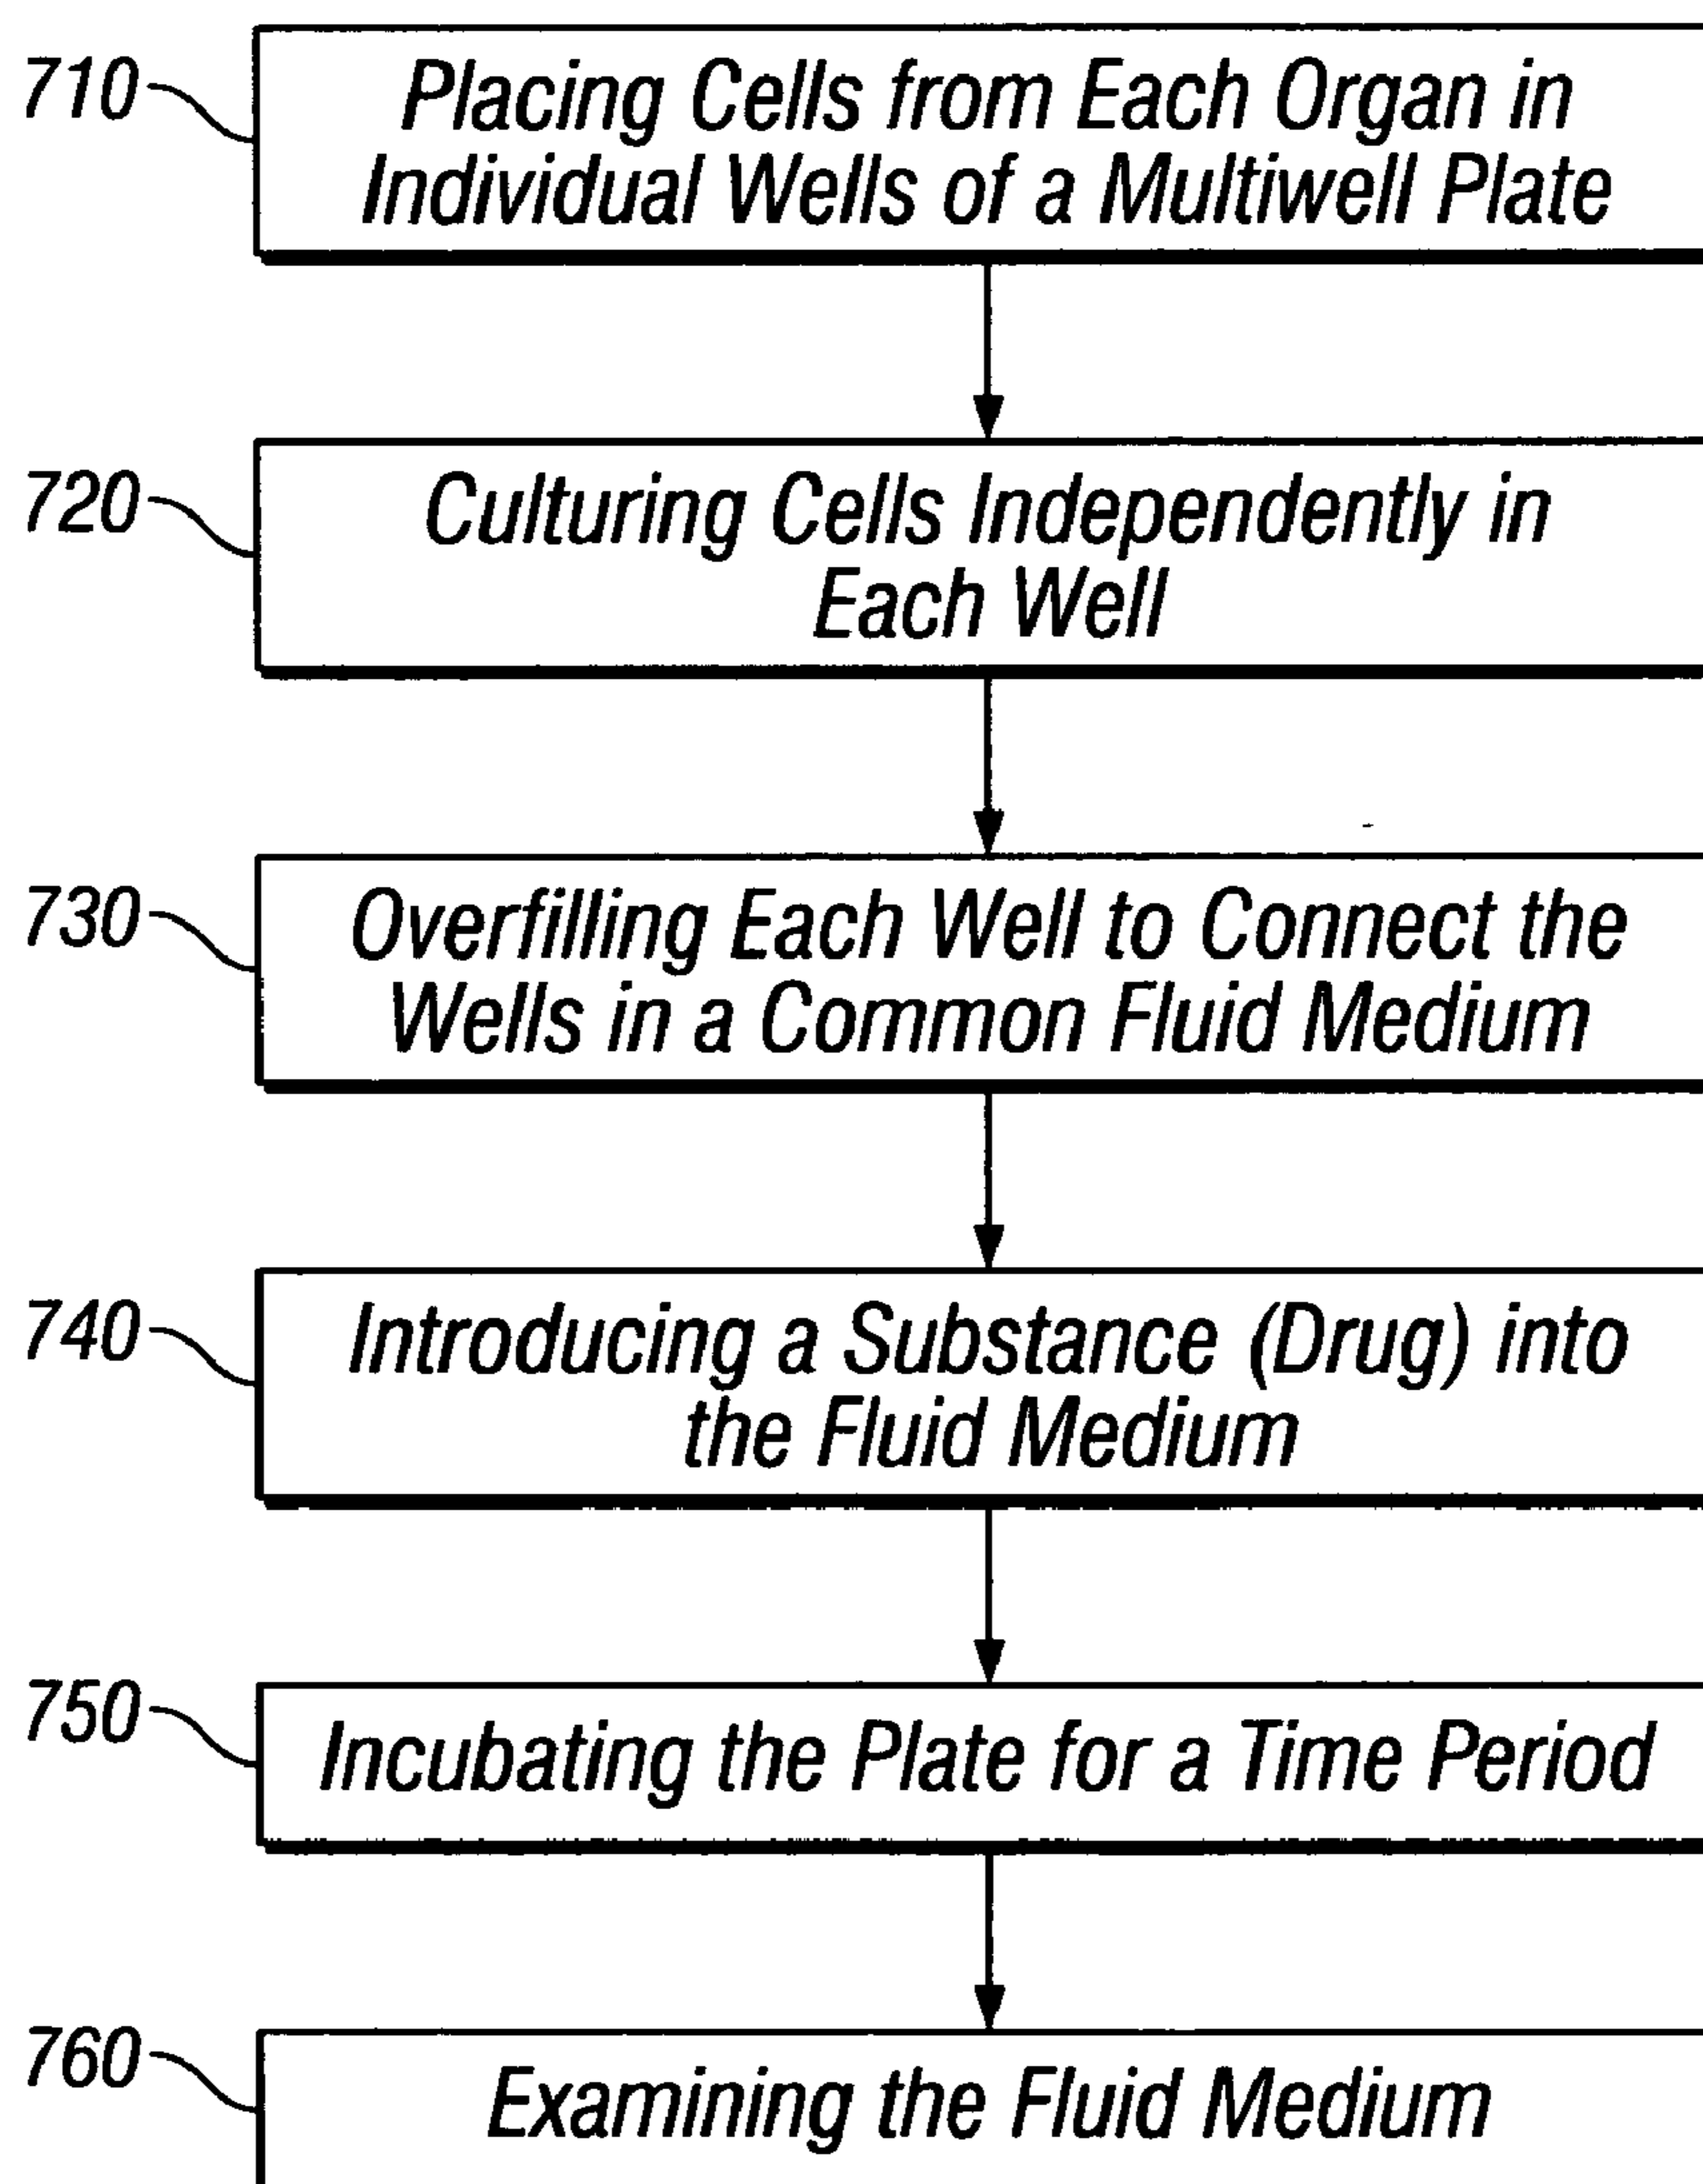 710
Placing Cells from Each Organ in
Individual Wells of a Multiwell Plate
720
Culturing Cells Independently in
Each Well
730
Overfilling Each Well to Connect the
Wells in a Common Fluid Medium
740
Introducing a Substance (Drug) into
the Fluid Medium
750
Incubating the Plate for a Time Period
760
Examining the Fluid Medium